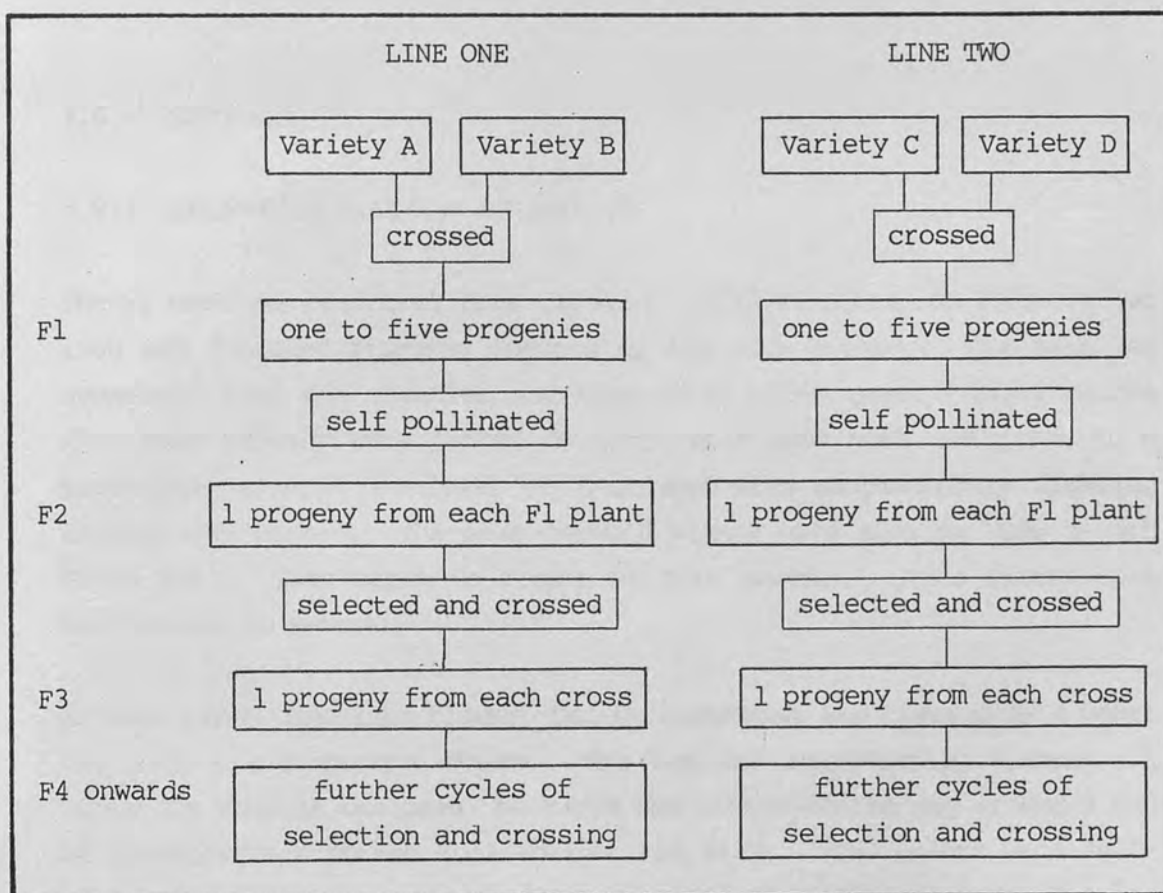 LINE ONE LINE TWO
Variety A Variety B Variety C Variety D
crossed crossed
F1 one to five progenies one to five progenies
self pollinated self pollinated
F2 1 progeny from each F1 plant 1 progeny from each F1 plant
selected and crossed selected and crossed
F3 1 progeny from each cross 1 progeny from each cross
F4 onwards further cycles of further cycles of
selection and crossing selection and crossing